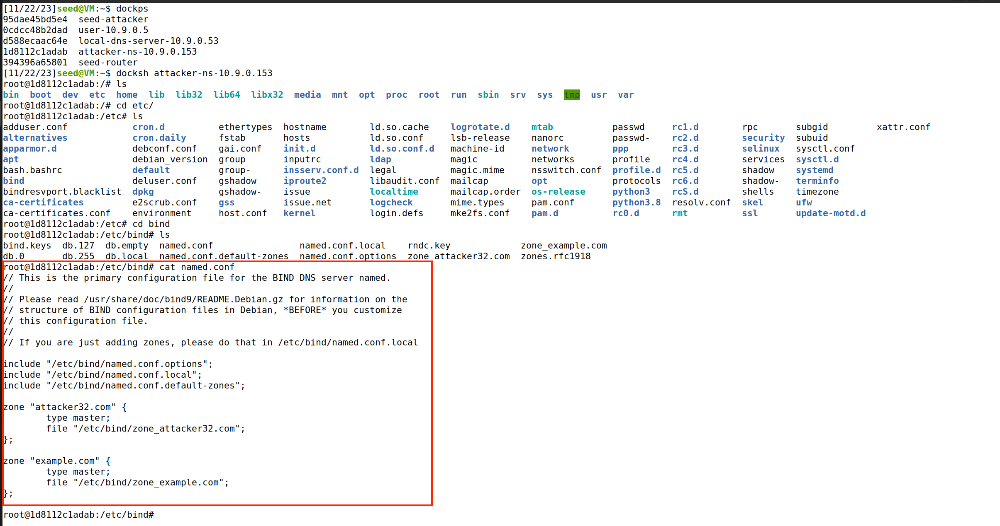 [11/22/23]seed@VM:~$ dockps
95dae45bd5e4  seed-attacker
0cdcc48b2dad  user-10.9.0.5
d588ecaac64e  local-dns-server-10.9.0.53
1d8112c1adab  attacker-ns-10.9.0.153
394396a65801  seed-router
[11/22/23]seed@VM:~$ docksh attacker-ns-10.9.0.153
root@1d8112c1adab:/# ls
bin  boot  dev  etc  home  lib  lib32  lib64  libx32  media  mnt  opt  proc  root  run  sbin  srv  sys  tmp  usr  var
root@1d8112c1adab:/# cd etc/
root@1d8112c1adab:/etc# ls
adduser.conf            cron.d          ethertypes  hostname        ld.so.cache    logrotate.d    mtab           passwd     rc1.d        rpc       subgid         xattr.conf
alternatives            cron.daily      fstab       hosts           ld.so.conf     lsb-release    nanorc         passwd-    rc2.d        security  subuid
apparmor.d              debconf.conf    gai.conf    init.d          ld.so.conf.d   machine-id     network        ppp        rc3.d        selinux   sysctl.conf
apt                     debian_version  group       inputrc         ldap           magic          networks       profile    rc4.d        services  sysctl.d
bash.bashrc             default         group-      insserv.conf.d  legal          magic.mime     nsswitch.conf  profile.d  rc5.d        shadow    systemd
bind                    deluser.conf    gshadow     iproute2        libaudit.conf  mailcap        opt            protocols  rc6.d        shadow-   terminfo
bindresvport.blacklist  dpkg            gshadow-    issue           localtime      mailcap.order  os-release     python3    rcS.d        shells    timezone
ca-certificates         e2scrub.conf    gss         issue.net       logcheck       mime.types     pam.conf       python3.8  resolv.conf  skel      ufw
ca-certificates.conf    environment     host.conf   kernel          login.defs     mke2fs.conf    pam.d          rc0.d      rmt          ssl       update-motd.d
root@1d8112c1adab:/etc# cd bind
root@1d8112c1adab:/etc/bind# ls
bind.keys  db.127  db.empty  named.conf                named.conf.local    rndc.key             zone_example.com
db.0       db.255  db.local  named.conf.default-zones  named.conf.options  zone_attacker32.com  zones.rfc1918
root@1d8112c1adab:/etc/bind# cat named.conf
// This is the primary configuration file for the BIND DNS server named.
//
// Please read /usr/share/doc/bind9/README.Debian.gz for information on the
// structure of BIND configuration files in Debian, *BEFORE* you customize
// this configuration file.
//
// If you are just adding zones, please do that in /etc/bind/named.conf.local

include "/etc/bind/named.conf.options";
include "/etc/bind/named.conf.local";
include "/etc/bind/named.conf.default-zones";

zone "attacker32.com" {
        type master;
        file "/etc/bind/zone_attacker32.com";
};

zone "example.com" {
        type master;
        file "/etc/bind/zone_example.com";
};

root@1d8112c1adab:/etc/bind#